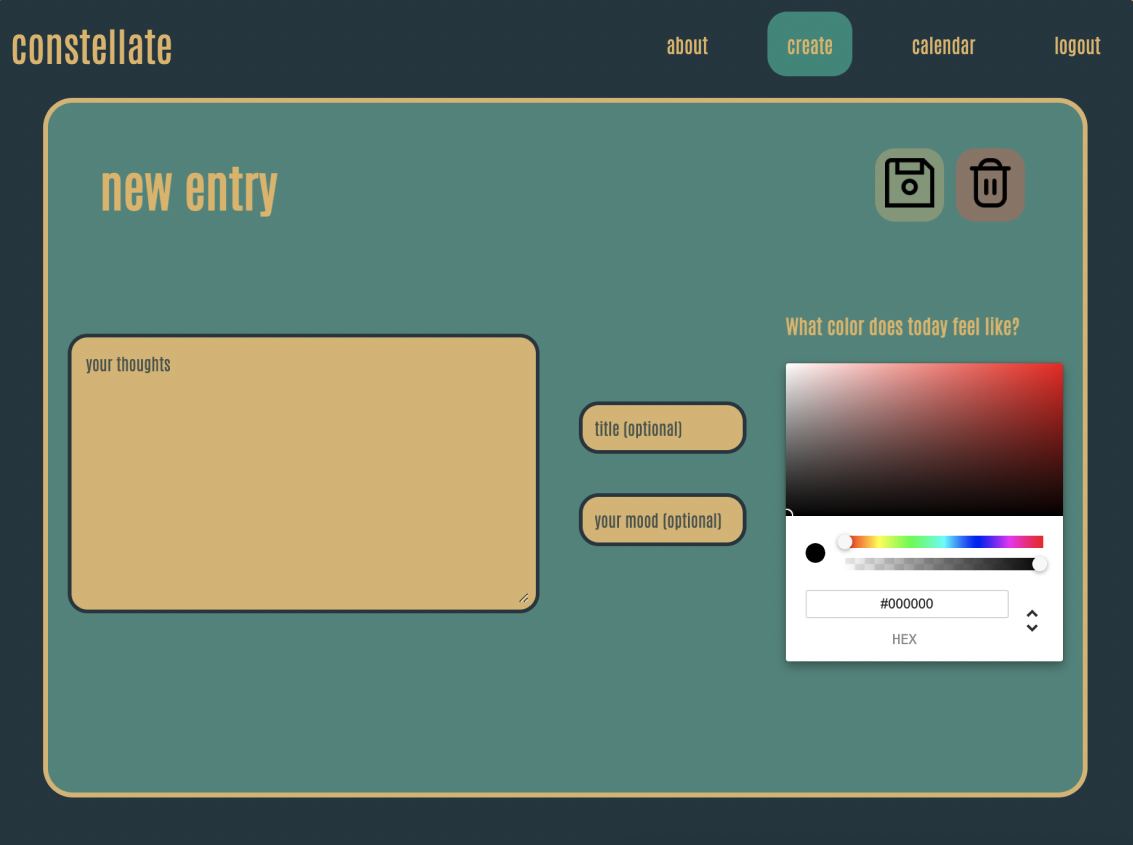 constellate
about
create
calendar
logout
new entry
What color does today feel like?
your thoughts
title (optional)
your mood (optional)
#000000
HEX